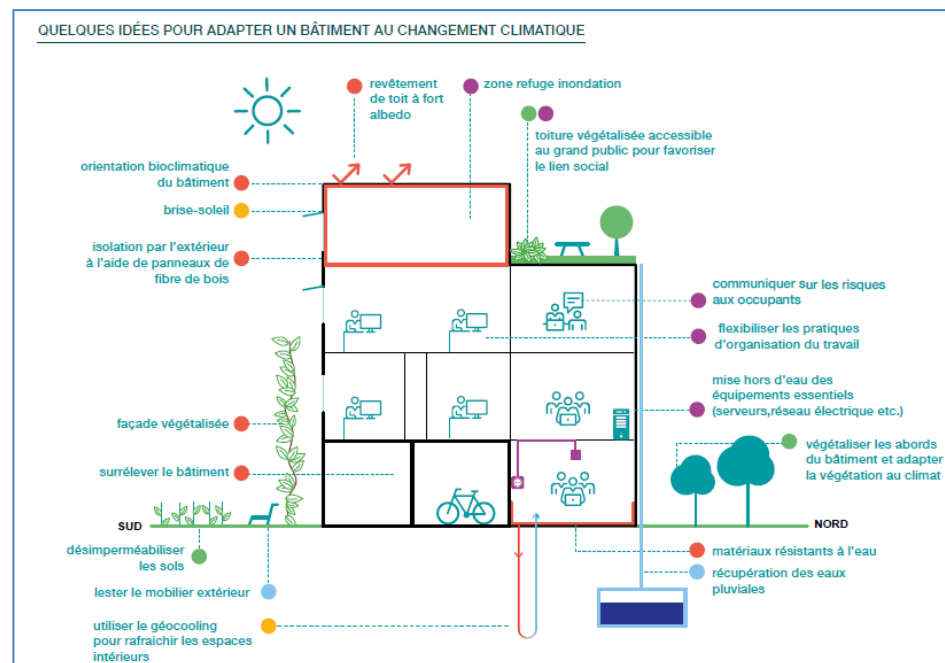 QUELQUES IDÉES POUR ADAPTER UN BÂTIMENT AU CHANGEMENT CLIMATIQUE
revêtement
de toit à fort
albedo
zone refuge inondation
toiture végétalisée accessible
au grand public pour favoriser
le lien social
orientation bioclimatique
du bâtiment
brise-soleil
isolation par l'extérieur
à l'aide de panneaux de
fibre de bois
communiquer sur les risques
aux occupants
flexibiliser les pratiques
d'organisation du travail
mise hors d'eau des
équipements essentiels
(serveurs,réseau électrique etc.)
façade végétalisée
végétaliser les abords
du bâtiment et adapter
la végétation au climat
surrélever le bâtiment
SUD
NORD
désimperméabiliser
les sols
matériaux résistants à l'eau
lester le mobilier extérieur
récupération des eaux
pluviales
utiliser le géocooling
pour rafraichir les espaces
intérieurs